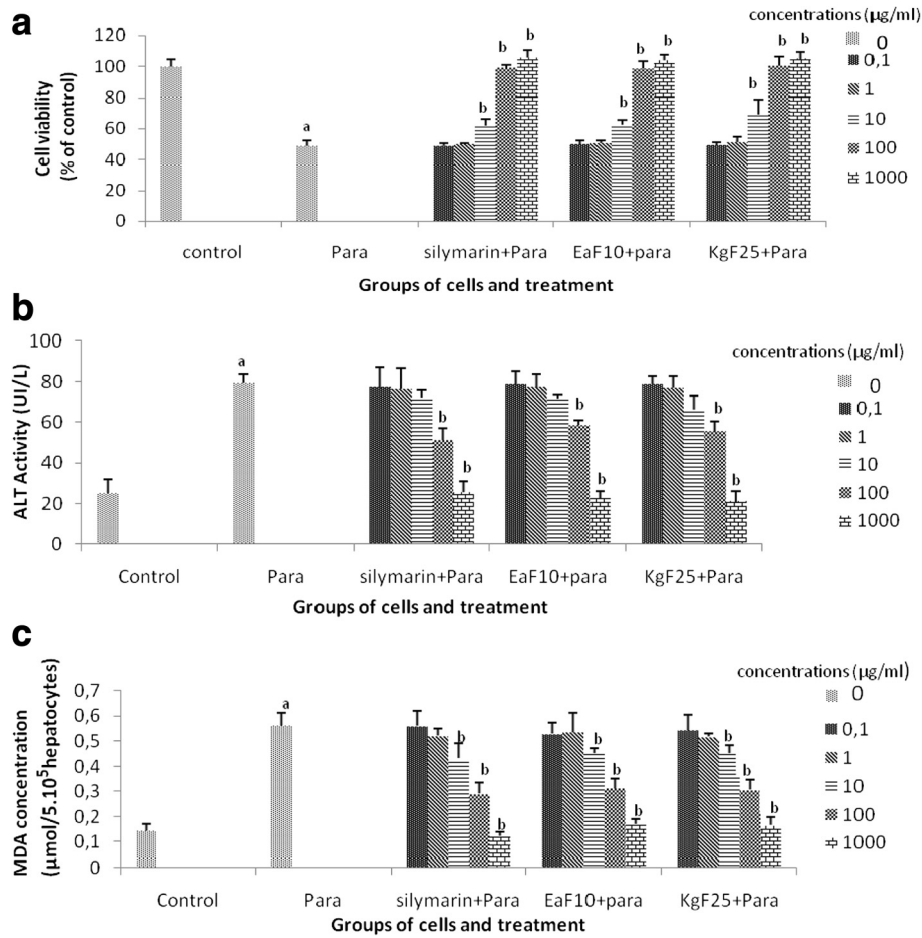 a
concentrations (µg/ml)
0
0,1
1
10
100
1000
Cell viability
(% of control)
120
100
80
60
40
20
0
a
b
b
b
b
b
b
b
b
b
control
Para
silymarin+Para
EaF10+para
KgF25+Para
Groups of cells and treatment
b
concentrations (µg/ml)
0
0,1
1
10
100
1000
ALT Activity (UI/L)
100
80
60
40
20
0
a
b
b
b
b
b
b
Control
Para
silymarin+Para
EaF10+para
KgF25+Para
Groups of cells and treatment
c
concentrations (µg/ml)
0
0,1
1
10
100
1000
MDA concentration
(µmol/5.10⁵hepatocytes)
0,7
0,6
0,5
0,4
0,3
0,2
0,1
0
a
b
b
b
b
b
b
b
b
b
Control
Para
silymarin+Para
EaF10+para
KgF25+Para
Groups of cells and treatment